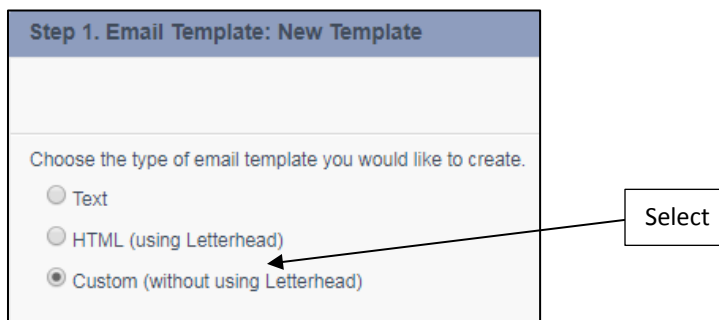 Step 1. Email Template: New Template
Choose the type of email template you would like to create.
Text
HTML (using Letterhead)
Custom (without using Letterhead)
Select